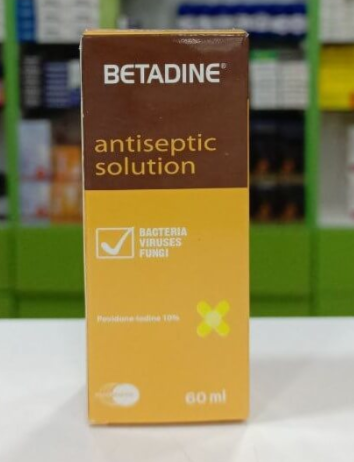 BETADINE®
antiseptic
solution
BACTERIA
VIRUSES
FUNGI
Povidone-iodine 10%
60 ml